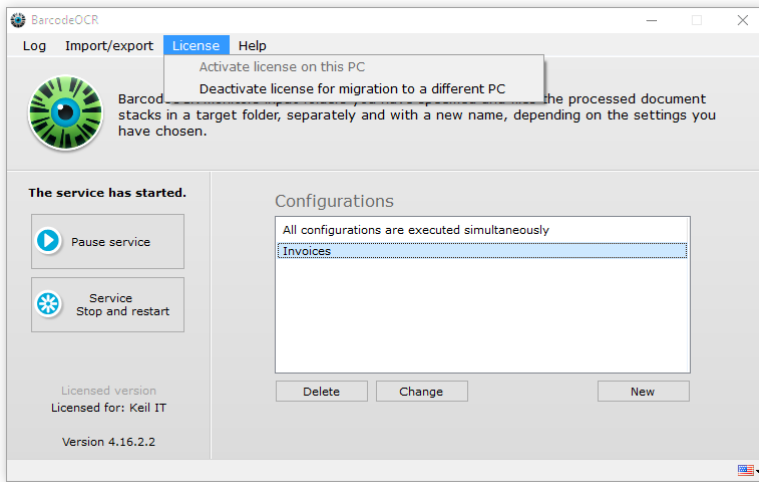 BarcodeOCR
Log Import/export License Help
Activate license on this PC
Deactivate license for migration to a different PC
the processed document
stacks in a target folder, separately and with a new name, depending on the settings you
have chosen.
The service has started.
Pause service
Service
Stop and restart
Licensed version
Licensed for: Keil IT
Version 4.16.2.2
Configurations
All configurations are executed simultaneously
Invoices
Delete Change New